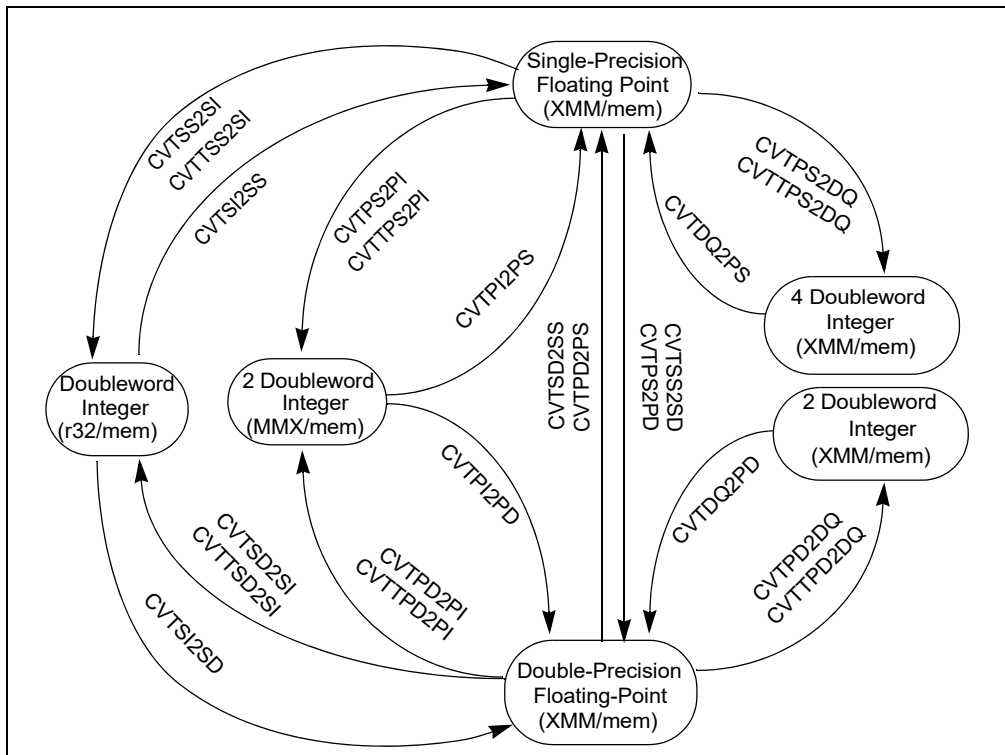 Single-Precision
Floating Point
(XMM/mem)
CVTSS2SI
CVTTSS2SI
CVTSI2SS
CVTPS2PI
CVTTPS2PI
CVTPI2PS
CVTPS2DQ
CVTTPS2DQ
CVTDQ2PS
4 Doubleword
Integer
(XMM/mem)
CVTSD2SS
CVTPD2PS
CVTSS2SD
CVTPS2PD
Doubleword
Integer
(r32/mem)
2 Doubleword
Integer
(MMX/mem)
2 Doubleword
Integer
(XMM/mem)
CVTPI2PD
CVTDQ2PD
CVTSD2SI
CVTTSD2SI
CVTPD2PI
CVTTPD2PI
CVTPD2DQ
CVTTPD2DQ
CVTSI2SD
Double-Precision
Floating-Point
(XMM/mem)